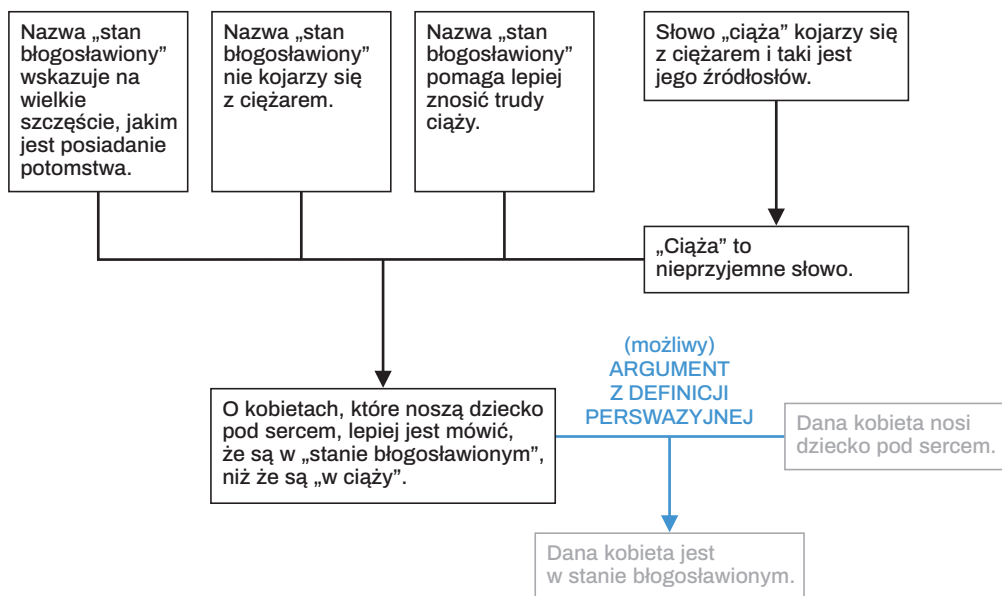 Nazwa „stan
błogosławiony”
wskazuje na
wielkie
szczęście, jakim
jest posiadanie
potomstwa.
Nazwa „stan
błogosławiony”
nie kojarzy się
z ciężarem.
Nazwa „stan
błogosławiony”
pomaga lepiej
znosić trudy
ciąży.
Słowo „ciąża” kojarzy się
z ciężarem i taki jest
jego źródłosłów.
„Ciąża” to
nieprzyjemne słowo.
(możliwy)
ARGUMENT
Z DEFINICJI
PERSWAZYJNEJ
O kobietach, które noszą dziecko
pod sercem, lepiej jest mówić,
że są w „stanie błogosławionym”,
niż że są „w ciąży”.
Dana kobieta nosi
dziecko pod sercem.
Dana kobieta jest
w stanie błogosławionym.